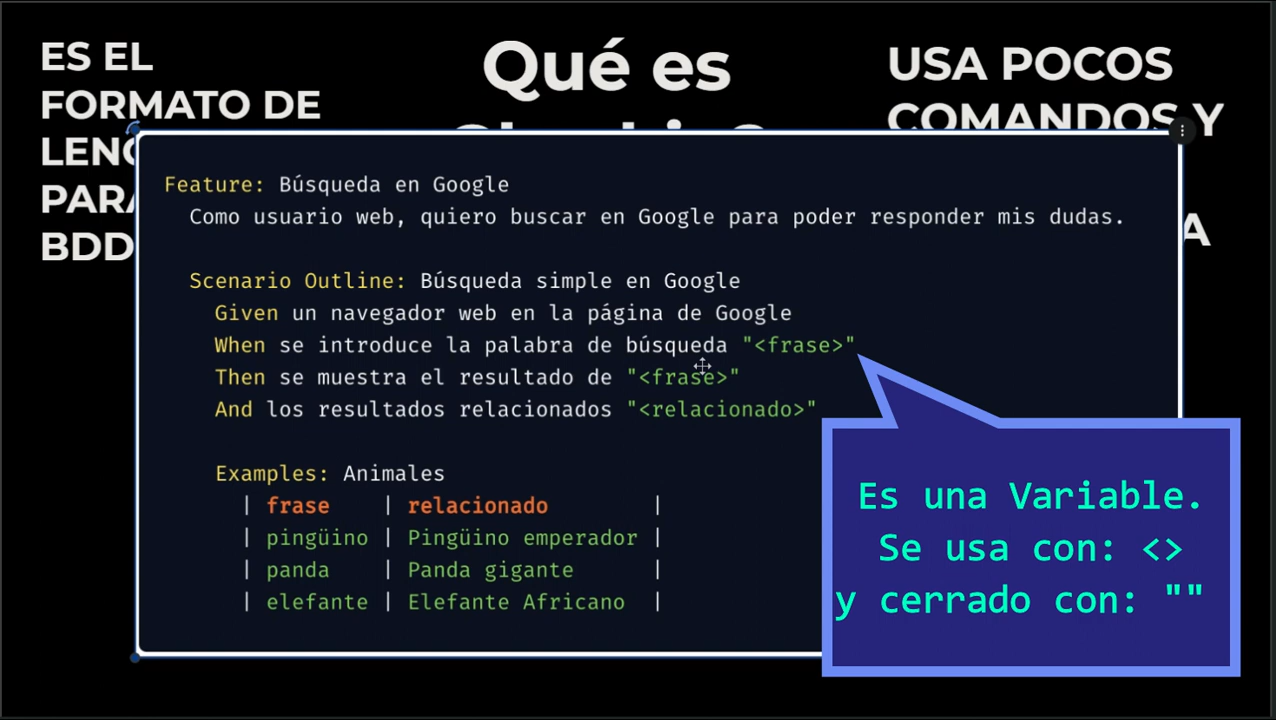 ES EL
FORMATO DE
PARA
BDD
Qué es
USA POCOS
COMANDOS Y
A
Feature: Búsqueda en Google
Como usuario web, quiero buscar en Google para poder responder mis dudas.
Scenario Outline: Búsqueda simple en Google
Given un navegador web en la página de Google
When se introduce la palabra de búsqueda "<frase>"
Then se muestra el resultado de "<frase>"
And los resultados relacionados "<relacionado>"
Examples: Animales
| frase | relacionado |
| pingüino | Pingüino emperador |
| panda | Panda gigante |
| elefante | Elefante Africano |
Es una Variable.
Se usa con: <>
y cerrado con: ""